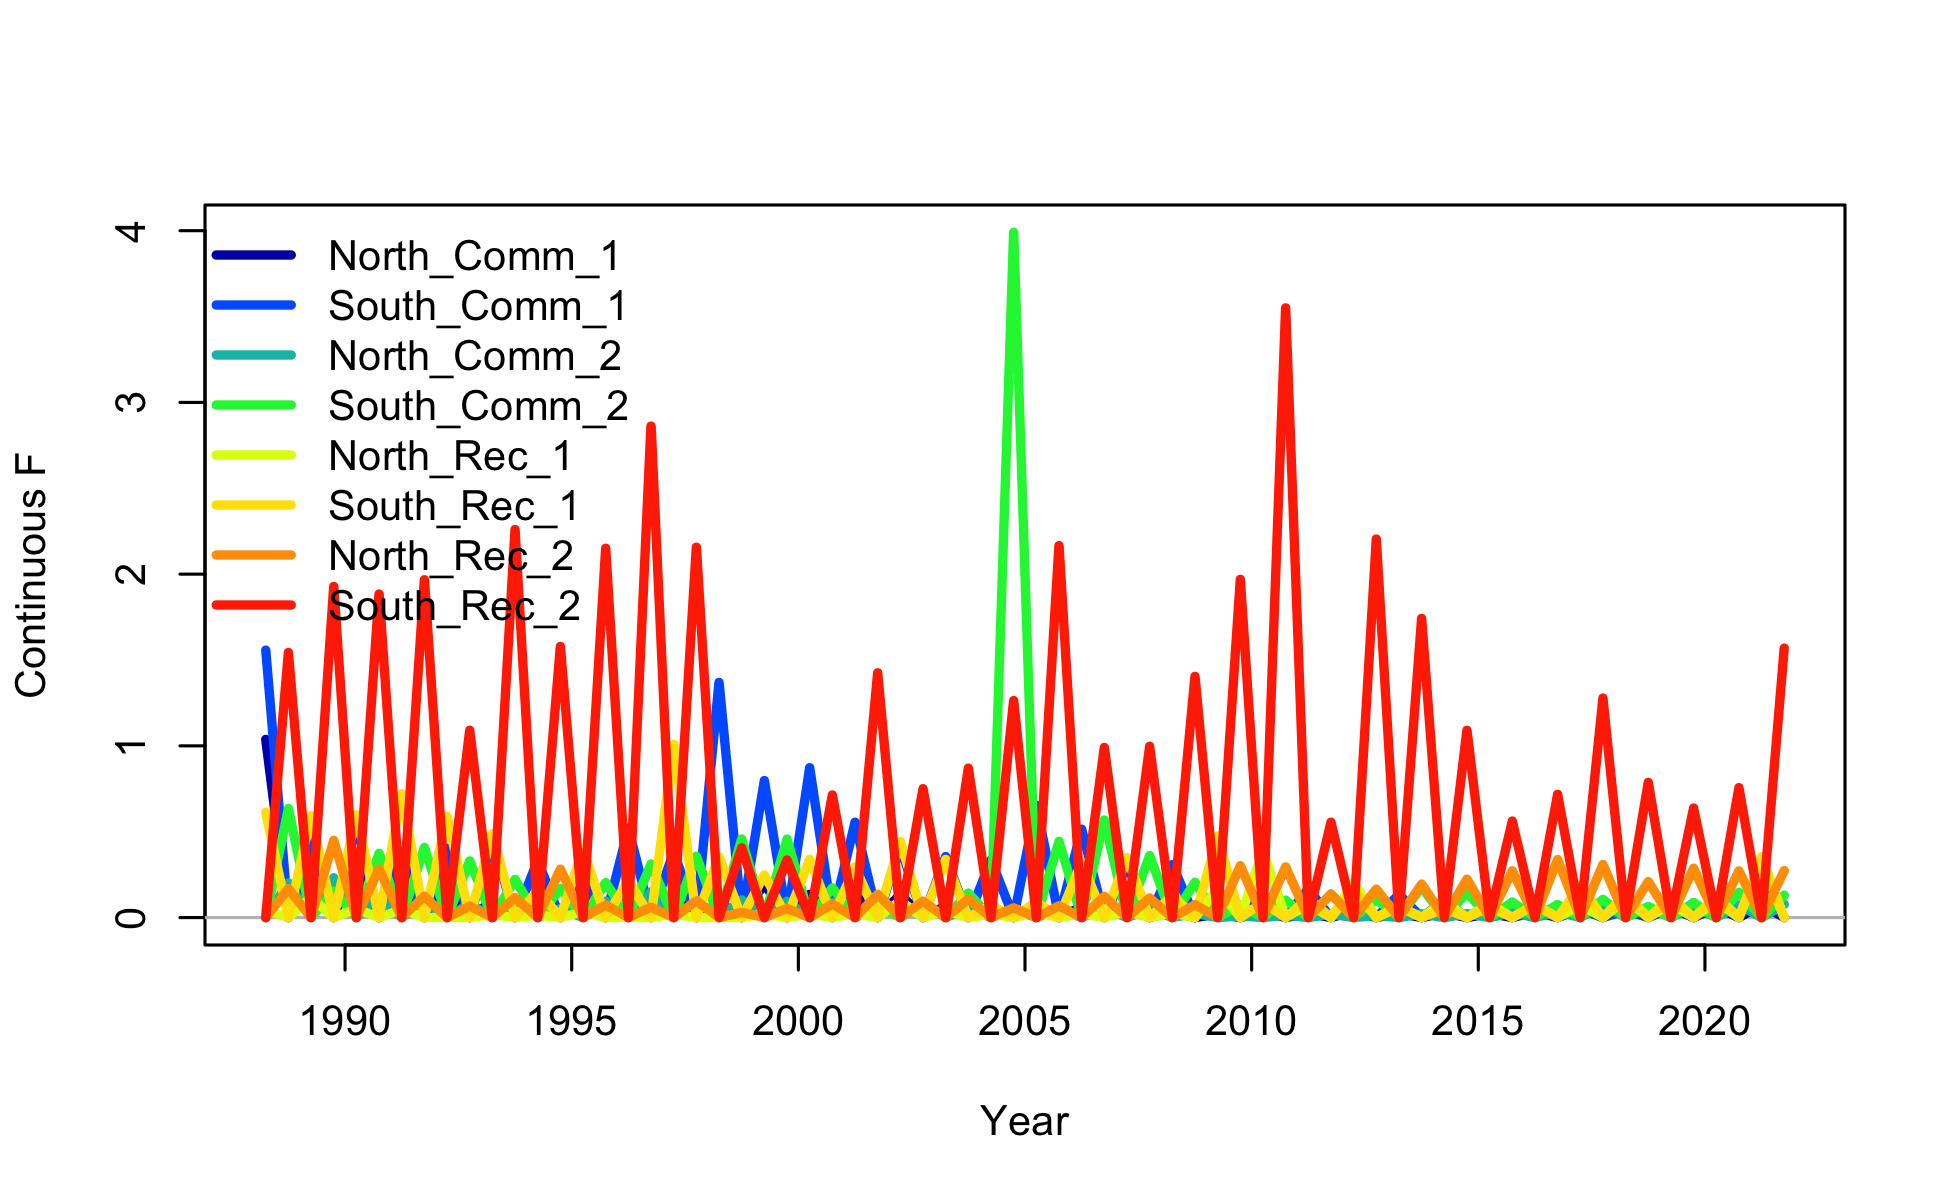 4
3
2
1
0
Continuous F
North_Comm_1
South_Comm_1
North_Comm_2
South_Comm_2
North_Rec_1
South_Rec_1
North_Rec_2
South_Rec_2
1990 1995 2000 2005 2010 2015 2020
Year